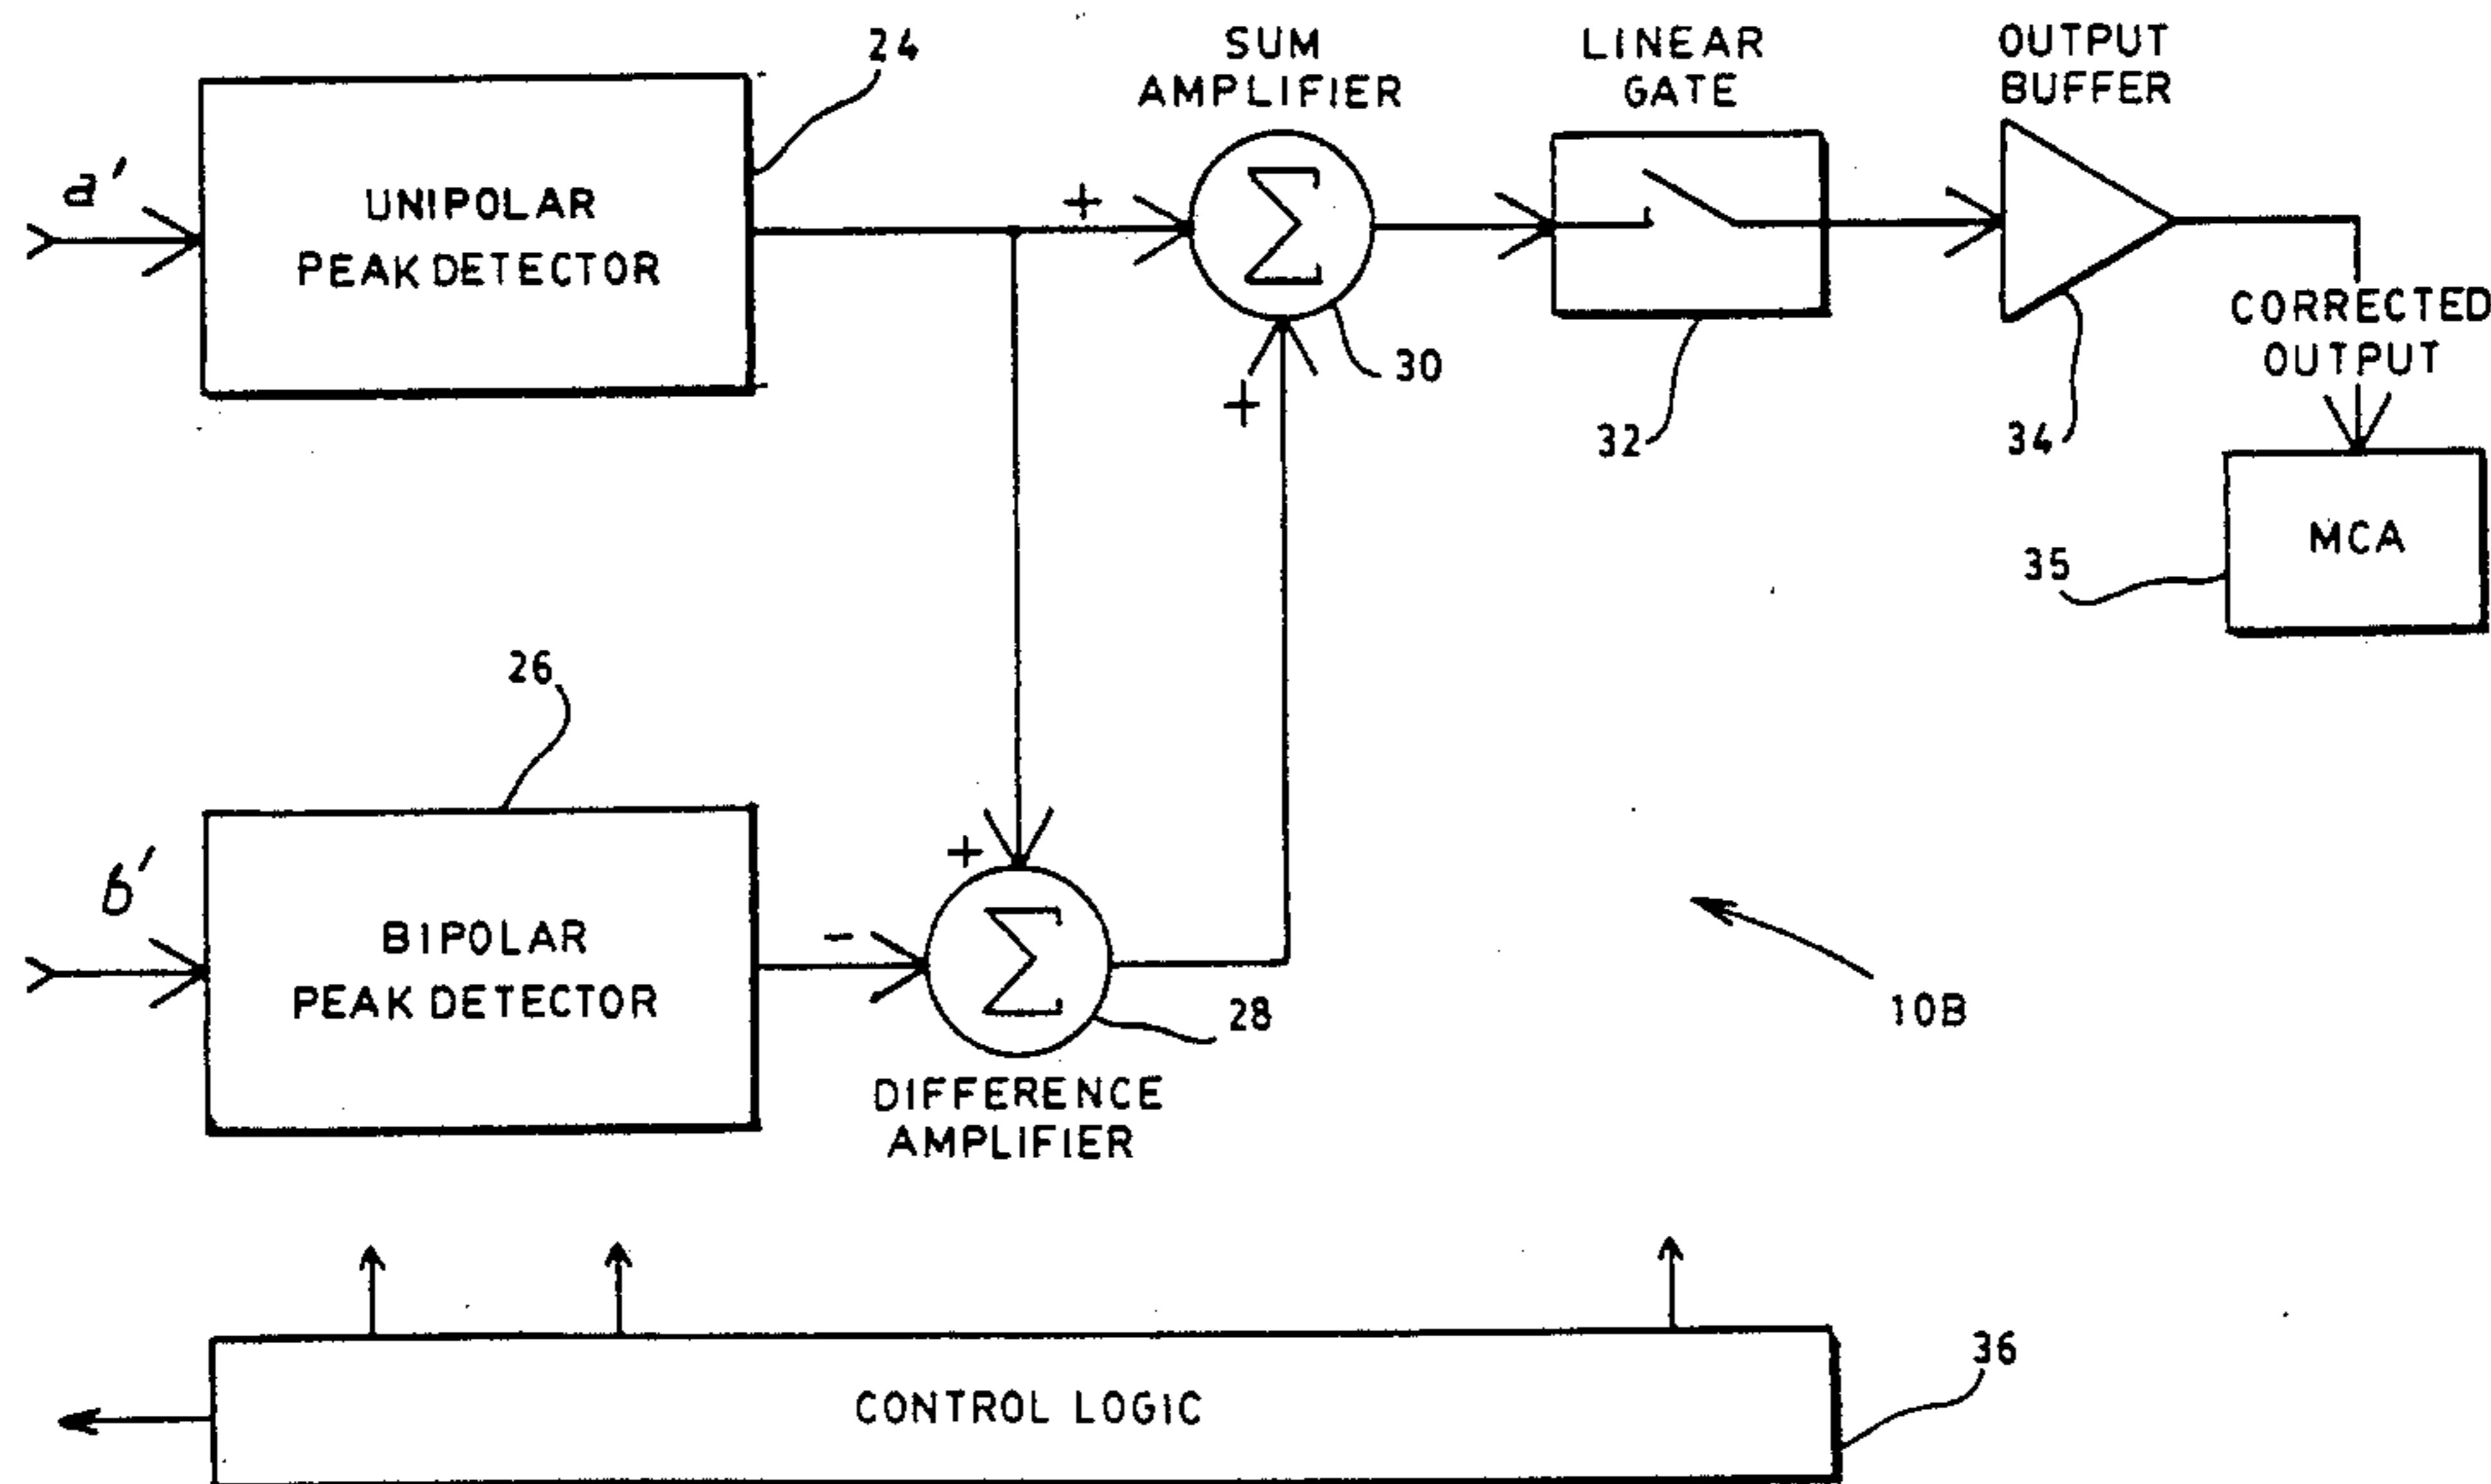 24
SUM
AMPLIFIER
LINEAR
GATE
OUTPUT
BUFFER
a'
UNIPOLAR
PEAK DETECTOR
+
Σ
30
+
32
34
CORRECTED
OUTPUT
MCA
35
26
b'
BIPOLAR
PEAK DETECTOR
+
-
Σ
28
DIFFERENCE
AMPLIFIER
10B
CONTROL LOGIC
36